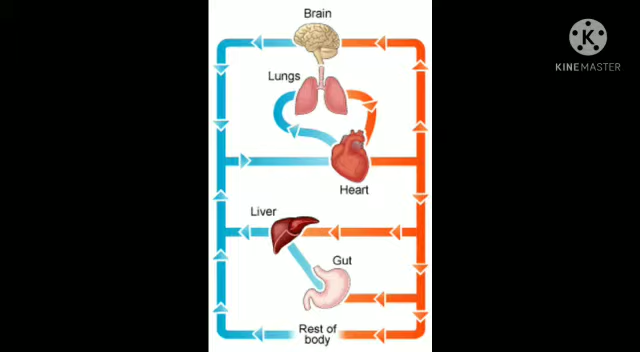 Brain
K
KINEMASTER
Lungs
Heart
Liver
Gut
Rest of
body